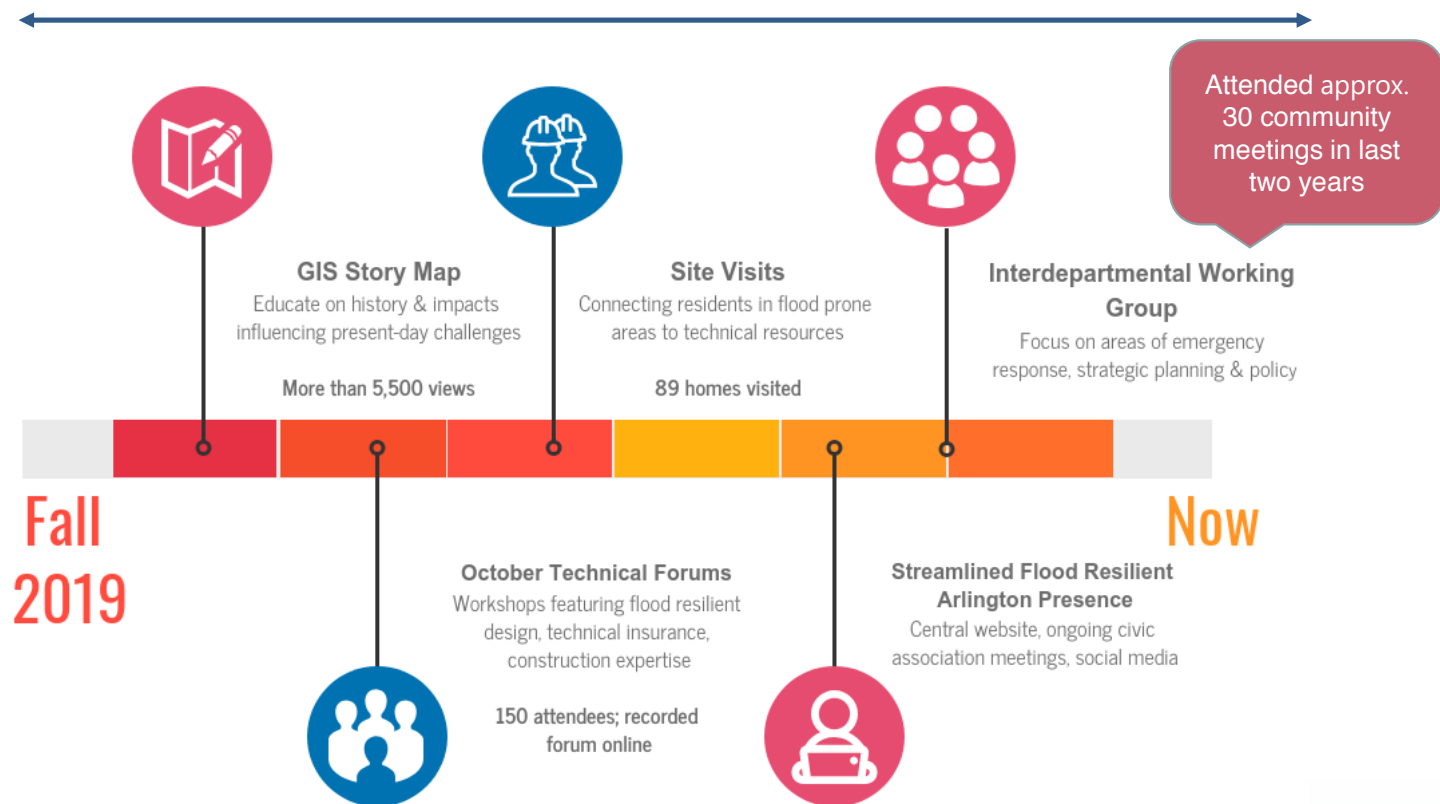 Attended approx.
30 community
meetings in last
two years
GIS Story Map
Educate on history & impacts
influencing present-day challenges
More than 5,500 views
Site Visits
Connecting residents in flood prone
areas to technical resources
89 homes visited
Interdepartmental Working
Group
Focus on areas of emergency
response, strategic planning & policy
Fall
2019
Now
October Technical Forums
Workshops featuring flood resilient
design, technical insurance,
construction expertise
150 attendees; recorded
forum online
Streamlined Flood Resilient
Arlington Presence
Central website, ongoing civic
association meetings, social media